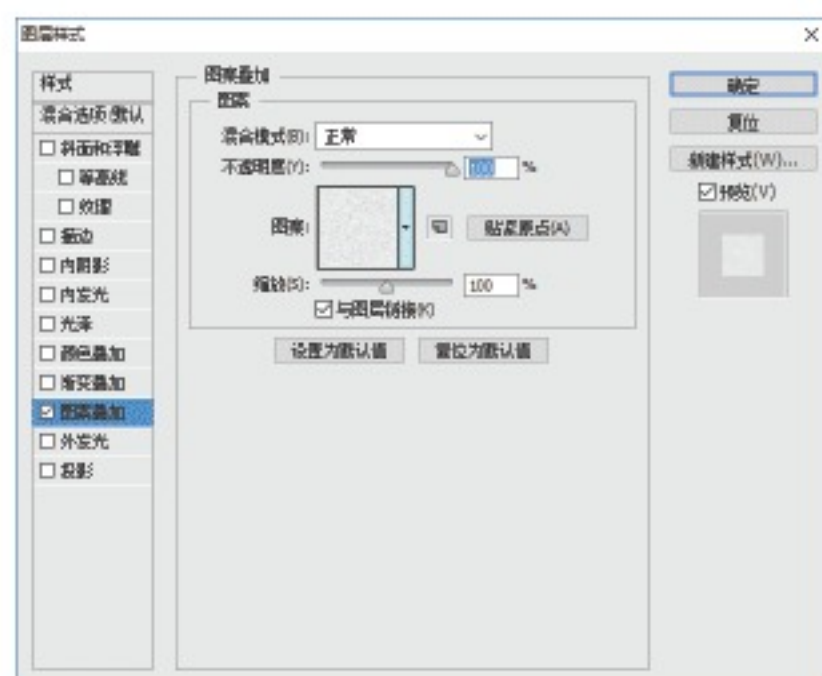 图层样式
样式
混合选项:默认
斜面和浮雕
等高线
纹理
描边
内阴影
内发光
光泽
颜色叠加
渐变叠加
图案叠加
外发光
投影
图案叠加
图案
混合模式(B): 正常
不透明度(Y): 100 %
图案:
贴紧原点(A)
缩放(S): 100 %
与图层链接(K)
设置为默认值 复位为默认值
确定
复位
新建样式(W)...
预览(V)